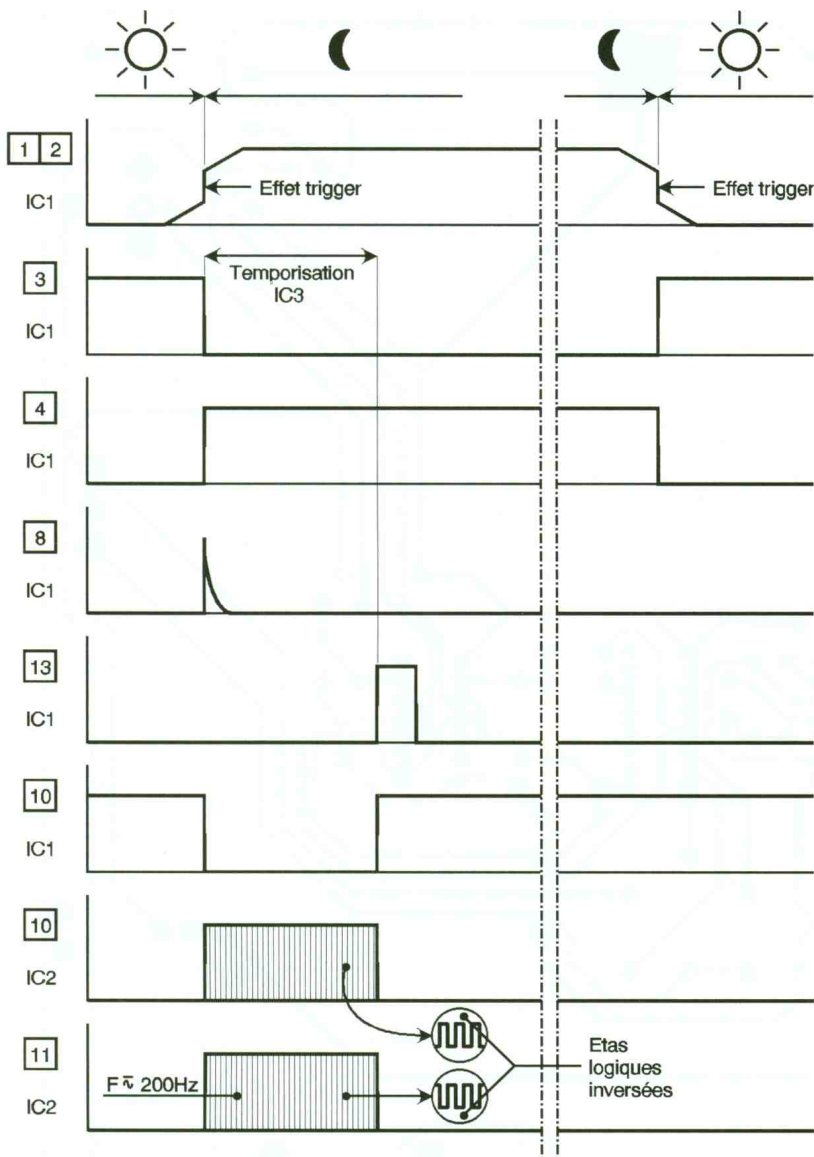 1 2
IC1
Effet trigger
Effet trigger
3
IC1
Temporisation
IC3
4
IC1
8
IC1
13
IC1
10
IC1
10
IC2
11
IC2
F ≂ 200Hz
Etas
logiques
inversées